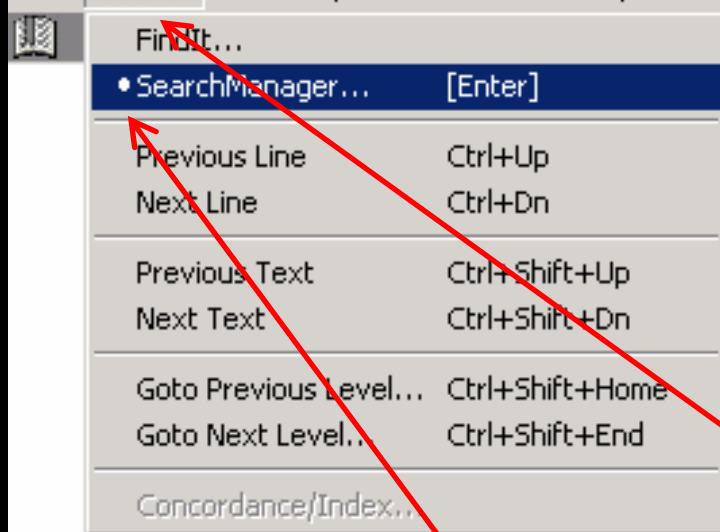 FindIt...
•SearchManager... [Enter]
Previous Line Ctrl+Up
Next Line Ctrl+Dn
Previous Text Ctrl+Shift+Up
Next Text Ctrl+Shift+Dn
Goto Previous Level... Ctrl+Shift+Home
Goto Next Level... Ctrl+Shift+End
Concordance/Index...